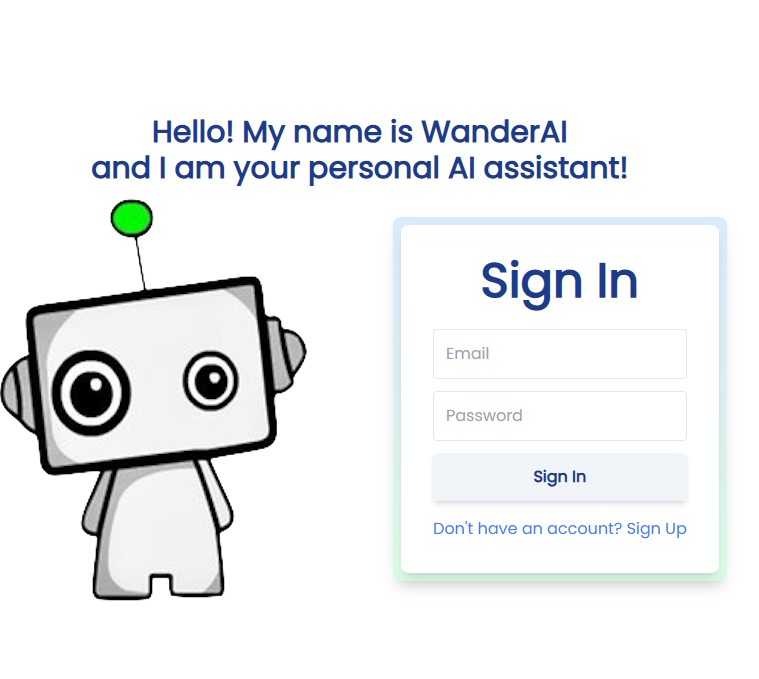 Hello! My name is WanderAI
and I am your personal AI assistant!
Sign In
Email
Password
Sign In
Don't have an account? Sign Up